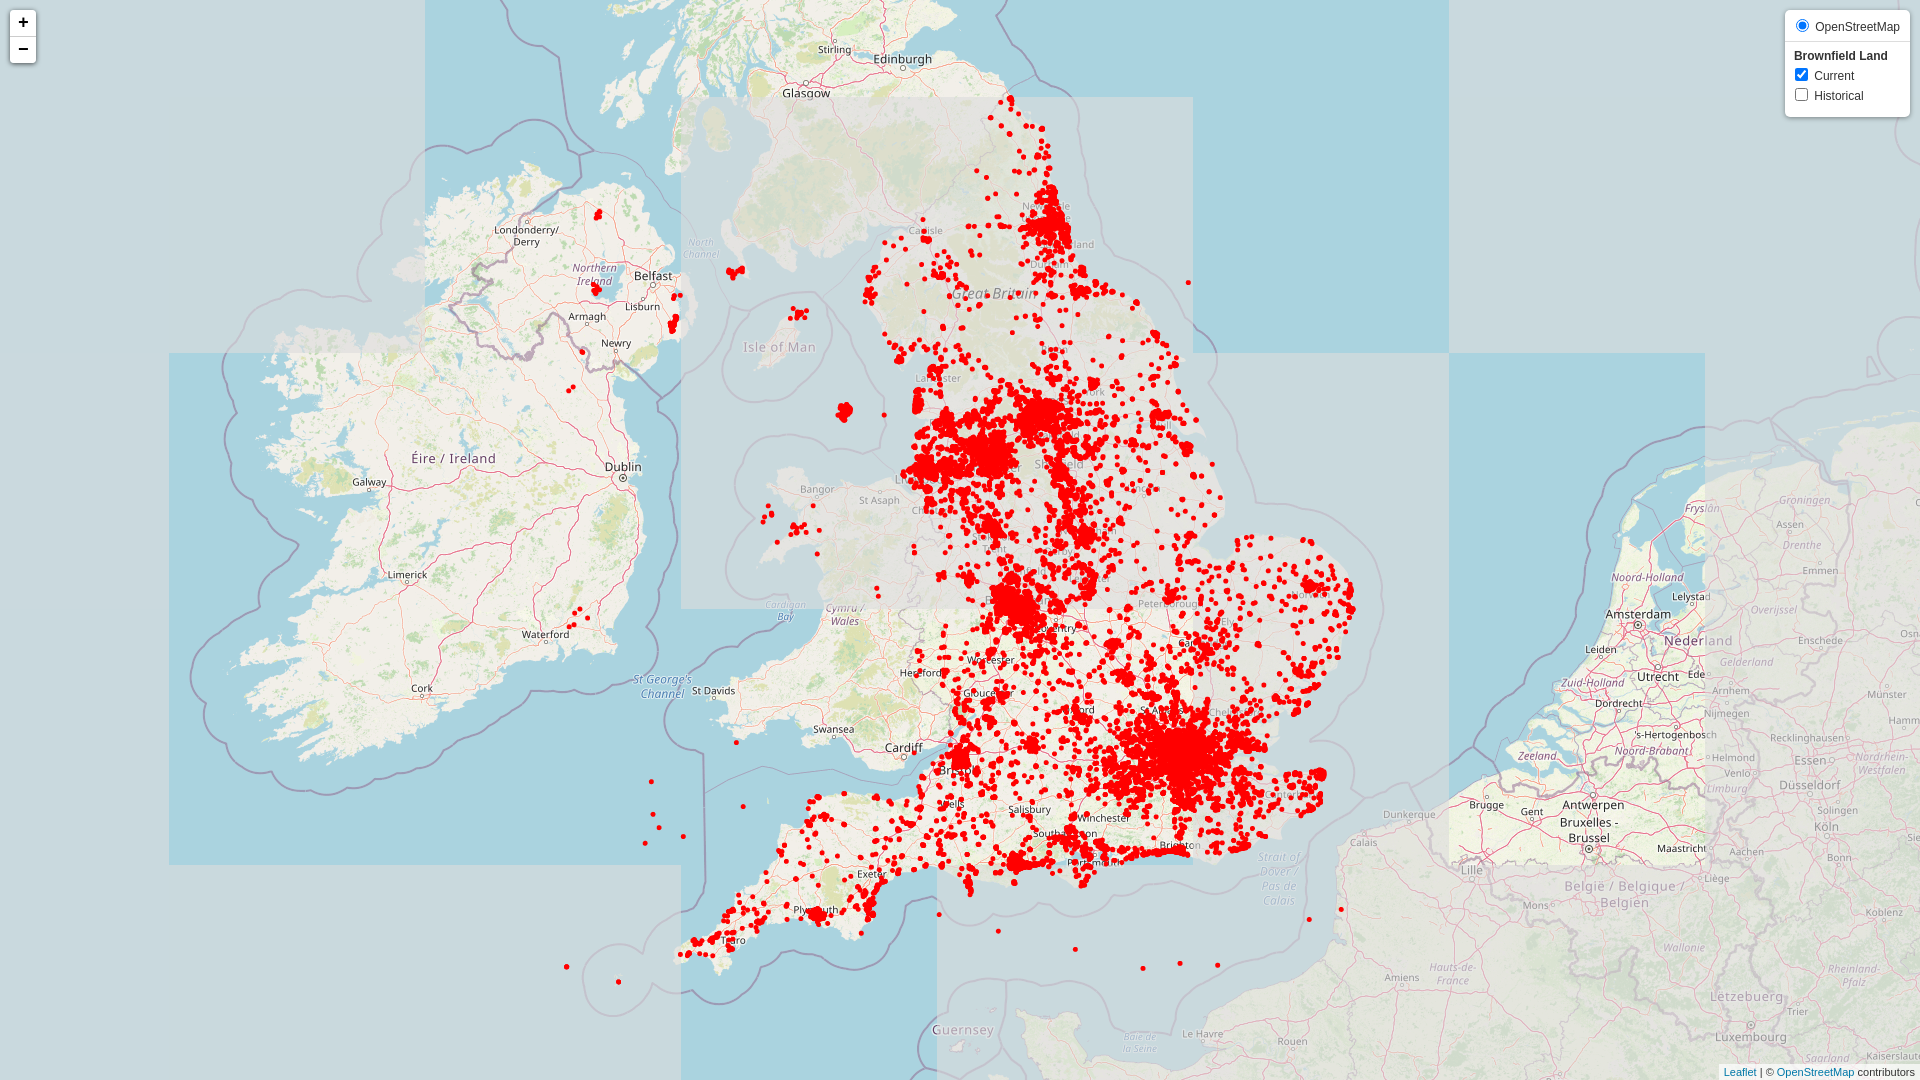 +
−
OpenStreetMap
Brownfield Land
Current
Historical
Stirling
Edinburgh
Glasgow
Londonderry/
Derry
North
Channel
Carlisle
Northern
Ireland
Belfast
Great Britain
Lisburn
Armagh
Newry
Isle of Man
Éire / Ireland
Dublin
Galway
Bangor
St Asaph
Limerick
Waterford
Cork
Cardigan
Bay
Cymru /
Wales
Peterborough
Ely
Worcester
Hereford
St George's
Channel
St Davids
Swansea
Cardiff
Bristol
Wells
Salisbury
Winchester
Southampton
Portsmouth
Brighton
Exeter
Plymouth
Truro
Strait of
Dover /
Pas de
Calais
Guernsey
Baie de
la Seine
Le Havre
Rouen
Amiens
Hauts-de-
France
Calais
Dunkerque
Lille
Mons
Brugge
Gent
Antwerpen
Bruxelles -
Brussel
Maastricht
België / Belgique /
Belgien
Liège
Wallonie
Aachen
Bonn
Köln
Koblenz
Luxembourg
Lëtzebuerg
Trier
Saarland
Kaiserslaute
Rheinland-
Pfalz
Zeeland
Noord-Brabant
's-Hertogenbosch
Dordrecht
Zuid-Holland
Utrecht
Ede
Leiden
Amsterdam
Nederland
Noord-Holland
Lelystad
Fryslân
Groningen
Assen
Drenthe
Emmen
Overijssel
Enschede
Gelderland
Arnhem
Nijmegen
Münster
Hamm
Recklinghausen
Essen
Nordrhein-
Westfalen
Düsseldorf
Solingen
Helmond
Venlo
Limburg
Leaflet | © OpenStreetMap contributors